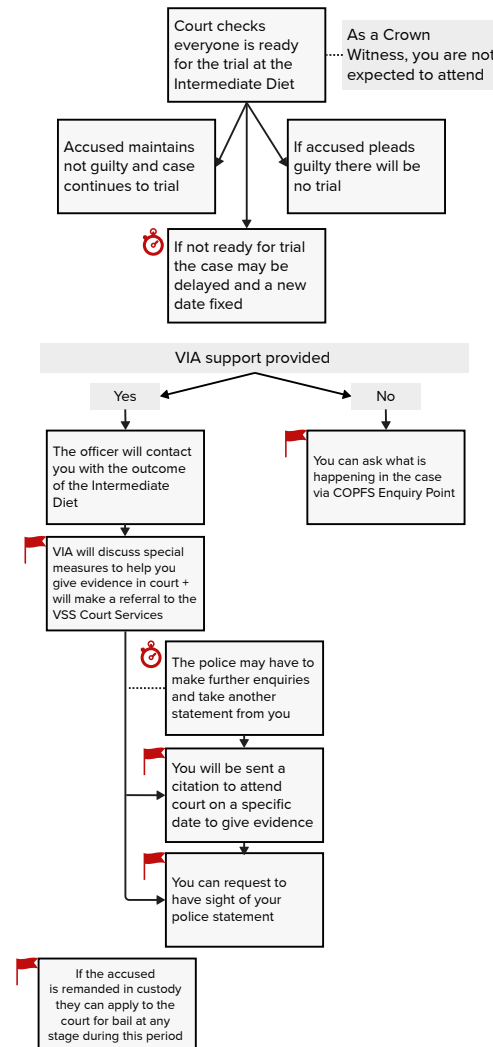 Court checks
everyone is ready
for the trial at the
Intermediate Diet
As a Crown
Witness, you are not
expected to attend
Accused maintains
not guilty and case
continues to trial
If accused pleads
guilty there will be
no trial
If not ready for trial
the case may be
delayed and a new
date fixed
VIA support provided
Yes
No
The officer will contact
you with the outcome
of the Intermediate
Diet
You can ask what is
happening in the case
via COPFS Enquiry Point
VIA will discuss special
measures to help you
give evidence in court +
will make a referral to the
VSS Court Services
The police may have to
make further enquiries
and take another
statement from you
You will be sent a
citation to attend
court on a specific
date to give evidence
You can request to
have sight of your
police statement
If the accused
is remanded in custody
they can apply to the
court for bail at any
stage during this period